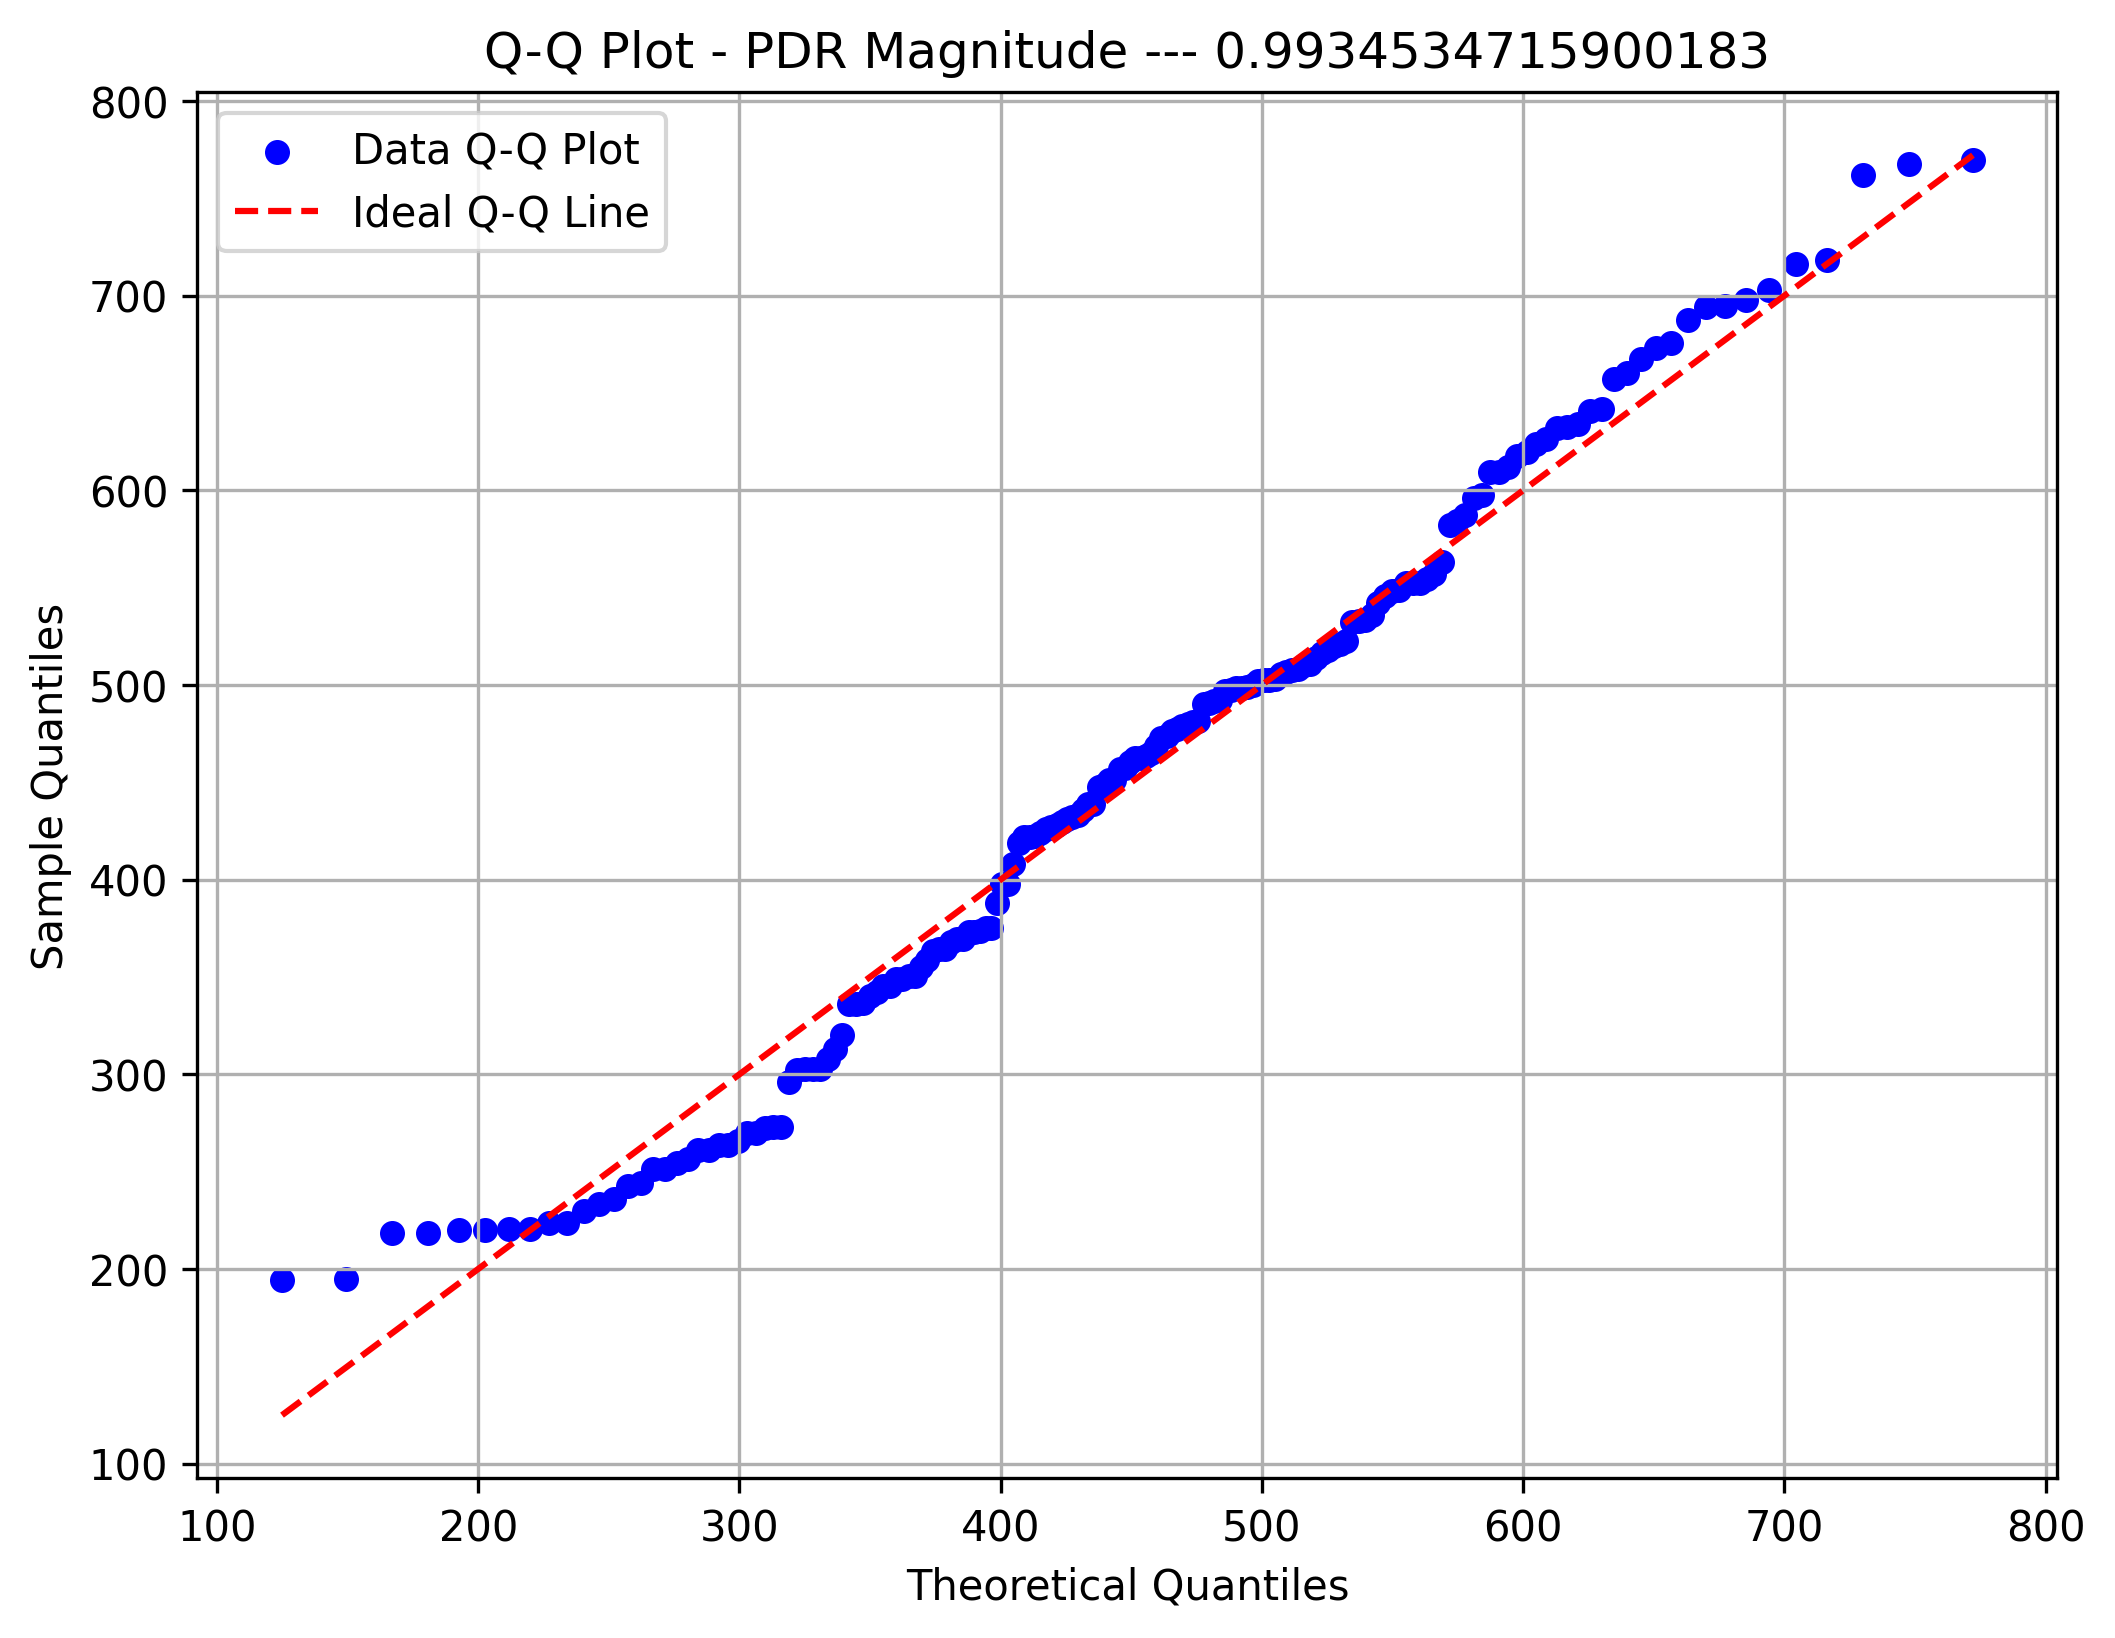 Q-Q Plot - PDR Magnitude --- 0.9934534715900183
Data Q-Q Plot
Ideal Q-Q Line
800
700
600
500
400
300
200
100
Sample Quantiles
100 200 300 400 500 600 700 800
Theoretical Quantiles